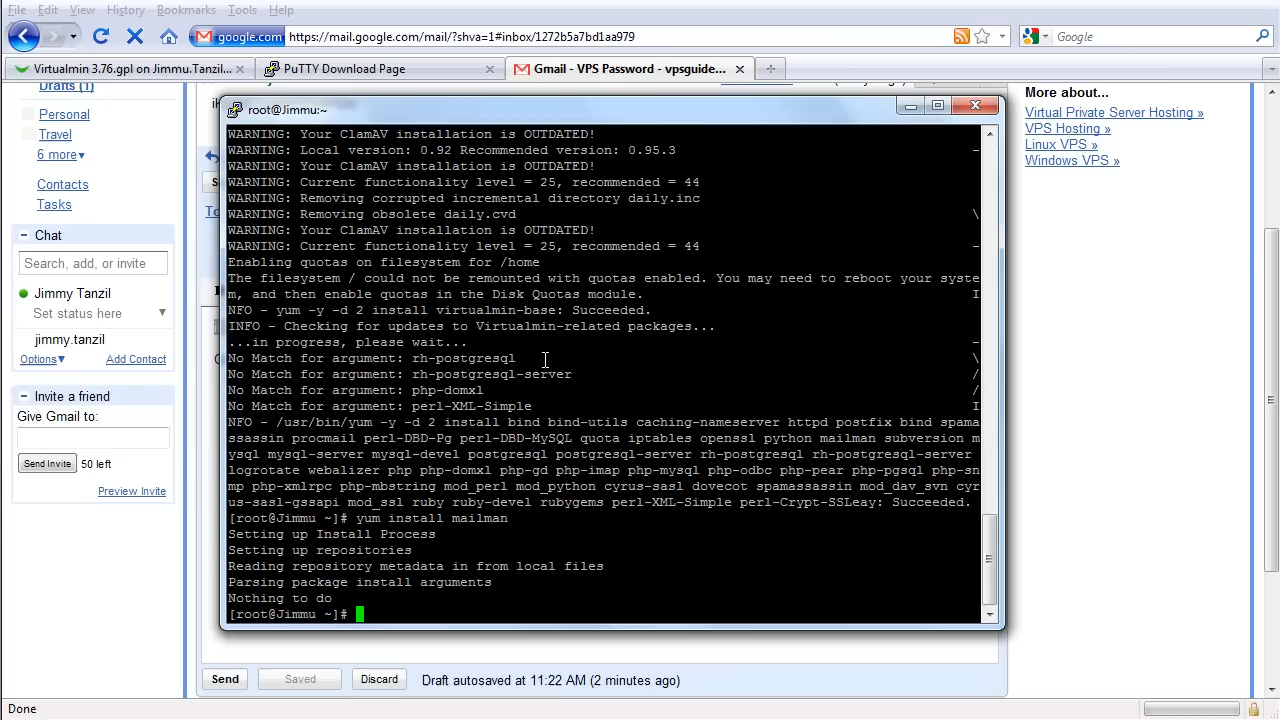 File Edit View History Bookmarks Tools Help
google.com https://mail.google.com/mail/?shva=1#inbox/1272b5a7bd1aa979
Google
Virtualmin 3.76.gpl on Jimmu.Tanzil...
PuTTY Download Page
Gmail - VPS Password - vpsguide...
Drafts (1)
Personal
Travel
6 more▾
Contacts
Tasks
Chat
Search, add, or invite
Jimmy Tanzil
Set status here
jimmy.tanzil
Options▾ Add Contact
Invite a friend
Give Gmail to:
Send Invite 50 left
Preview Invite
root@Jimmu:~
WARNING: Your ClamAV installation is OUTDATED!
WARNING: Local version: 0.92 Recommended version: 0.95.3 -
WARNING: Your ClamAV installation is OUTDATED!
WARNING: Current functionality level = 25, recommended = 44
WARNING: Removing corrupted incremental directory daily.inc
WARNING: Removing obsolete daily.cvd \
WARNING: Your ClamAV installation is OUTDATED!
WARNING: Current functionality level = 25, recommended = 44 -
Enabling quotas on filesystem for /home
The filesystem / could not be remounted with quotas enabled. You may need to reboot your syste
m, and then enable quotas in the Disk Quotas module. I
NFO - yum -y -d 2 install virtualmin-base: Succeeded.
INFO - Checking for updates to Virtualmin-related packages...
...in progress, please wait... -
No Match for argument: rh-postgresql \
No Match for argument: rh-postgresql-server /
No Match for argument: php-domxl /
No Match for argument: perl-XML-Simple I
NFO - /usr/bin/yum -y -d 2 install bind bind-utils caching-nameserver httpd postfix bind spama
ssassin procmail perl-DBD-Pg perl-DBD-MySQL quota iptables openssl python mailman subversion m
ysql mysql-server mysql-devel postgresql postgresql-server rh-postgresql rh-postgresql-server
logrotate webalizer php php-domxl php-gd php-imap php-mysql php-odbc php-pear php-pgsql php-sn
mp php-xmlrpc php-mbstring mod_perl mod_python cyrus-sasl dovecot spamassassin mod_dav_svn cyr
us-sasl-gssapi mod_ssl ruby ruby-devel rubygems perl-XML-Simple perl-Crypt-SSLeay: Succeeded.
[root@Jimmu ~]# yum install mailman
Setting up Install Process
Setting up repositories
Reading repository metadata in from local files
Parsing package install arguments
Nothing to do
[root@Jimmu ~]#
Send Saved Discard Draft autosaved at 11:22 AM (2 minutes ago)
More about...
Virtual Private Server Hosting »
VPS Hosting »
Linux VPS »
Windows VPS »
Done